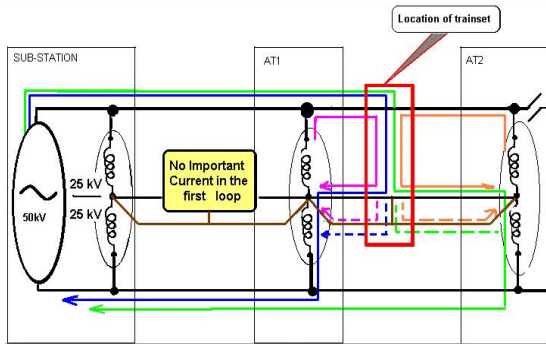 Location of trainset
SUB-STATION
AT1
AT2
No Important
Current in the
first loop
25 kV
25 kV
50kV